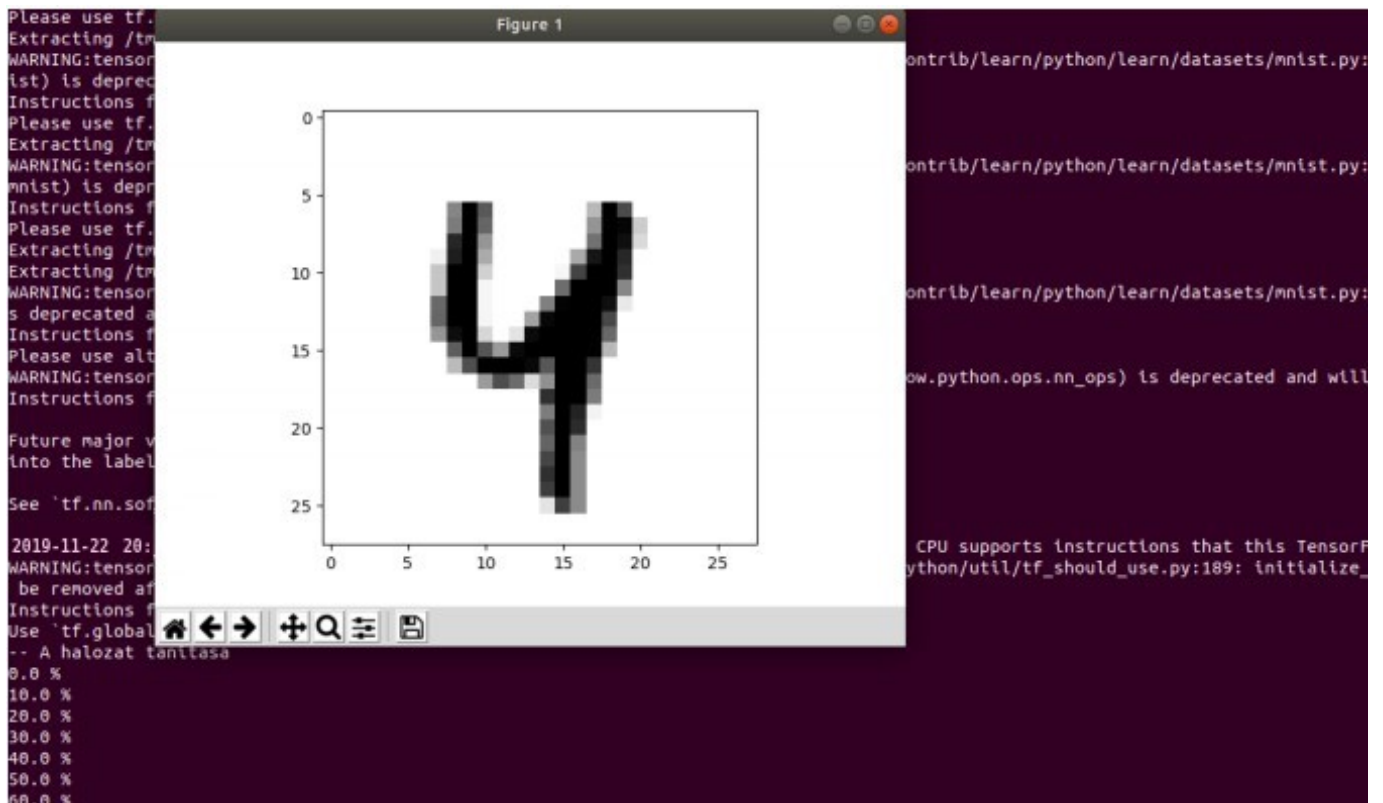 Please use tf.
Extracting /tm
WARNING:tensor
ontrib/learn/python/learn/datasets/mnist.py:
ist) is deprec
Instructions f
Please use tf.
Extracting /tm
WARNING:tensor
ontrib/learn/python/learn/datasets/mnist.py:
mnist) is depr
Instructions f
Please use tf.
Extracting /tm
Extracting /tm
WARNING:tensor
ontrib/learn/python/learn/datasets/mnist.py:
s deprecated a
Instructions f
Please use alt
WARNING:tensor
ow.python.ops.nn_ops) is deprecated and will
Instructions f
Future major v
into the label
See `tf.nn.sof
2019-11-22 20:
CPU supports instructions that this TensorF
WARNING:tensor
ython/util/tf_should_use.py:189: initialize_
be removed af
Instructions f
Use `tf.global
-- A halozat tanitasa
0.0 %
10.0 %
20.0 %
30.0 %
40.0 %
50.0 %
60.0 %
Figure 1
0
5
10
15
20
25
4
0 5 10 15 20 25